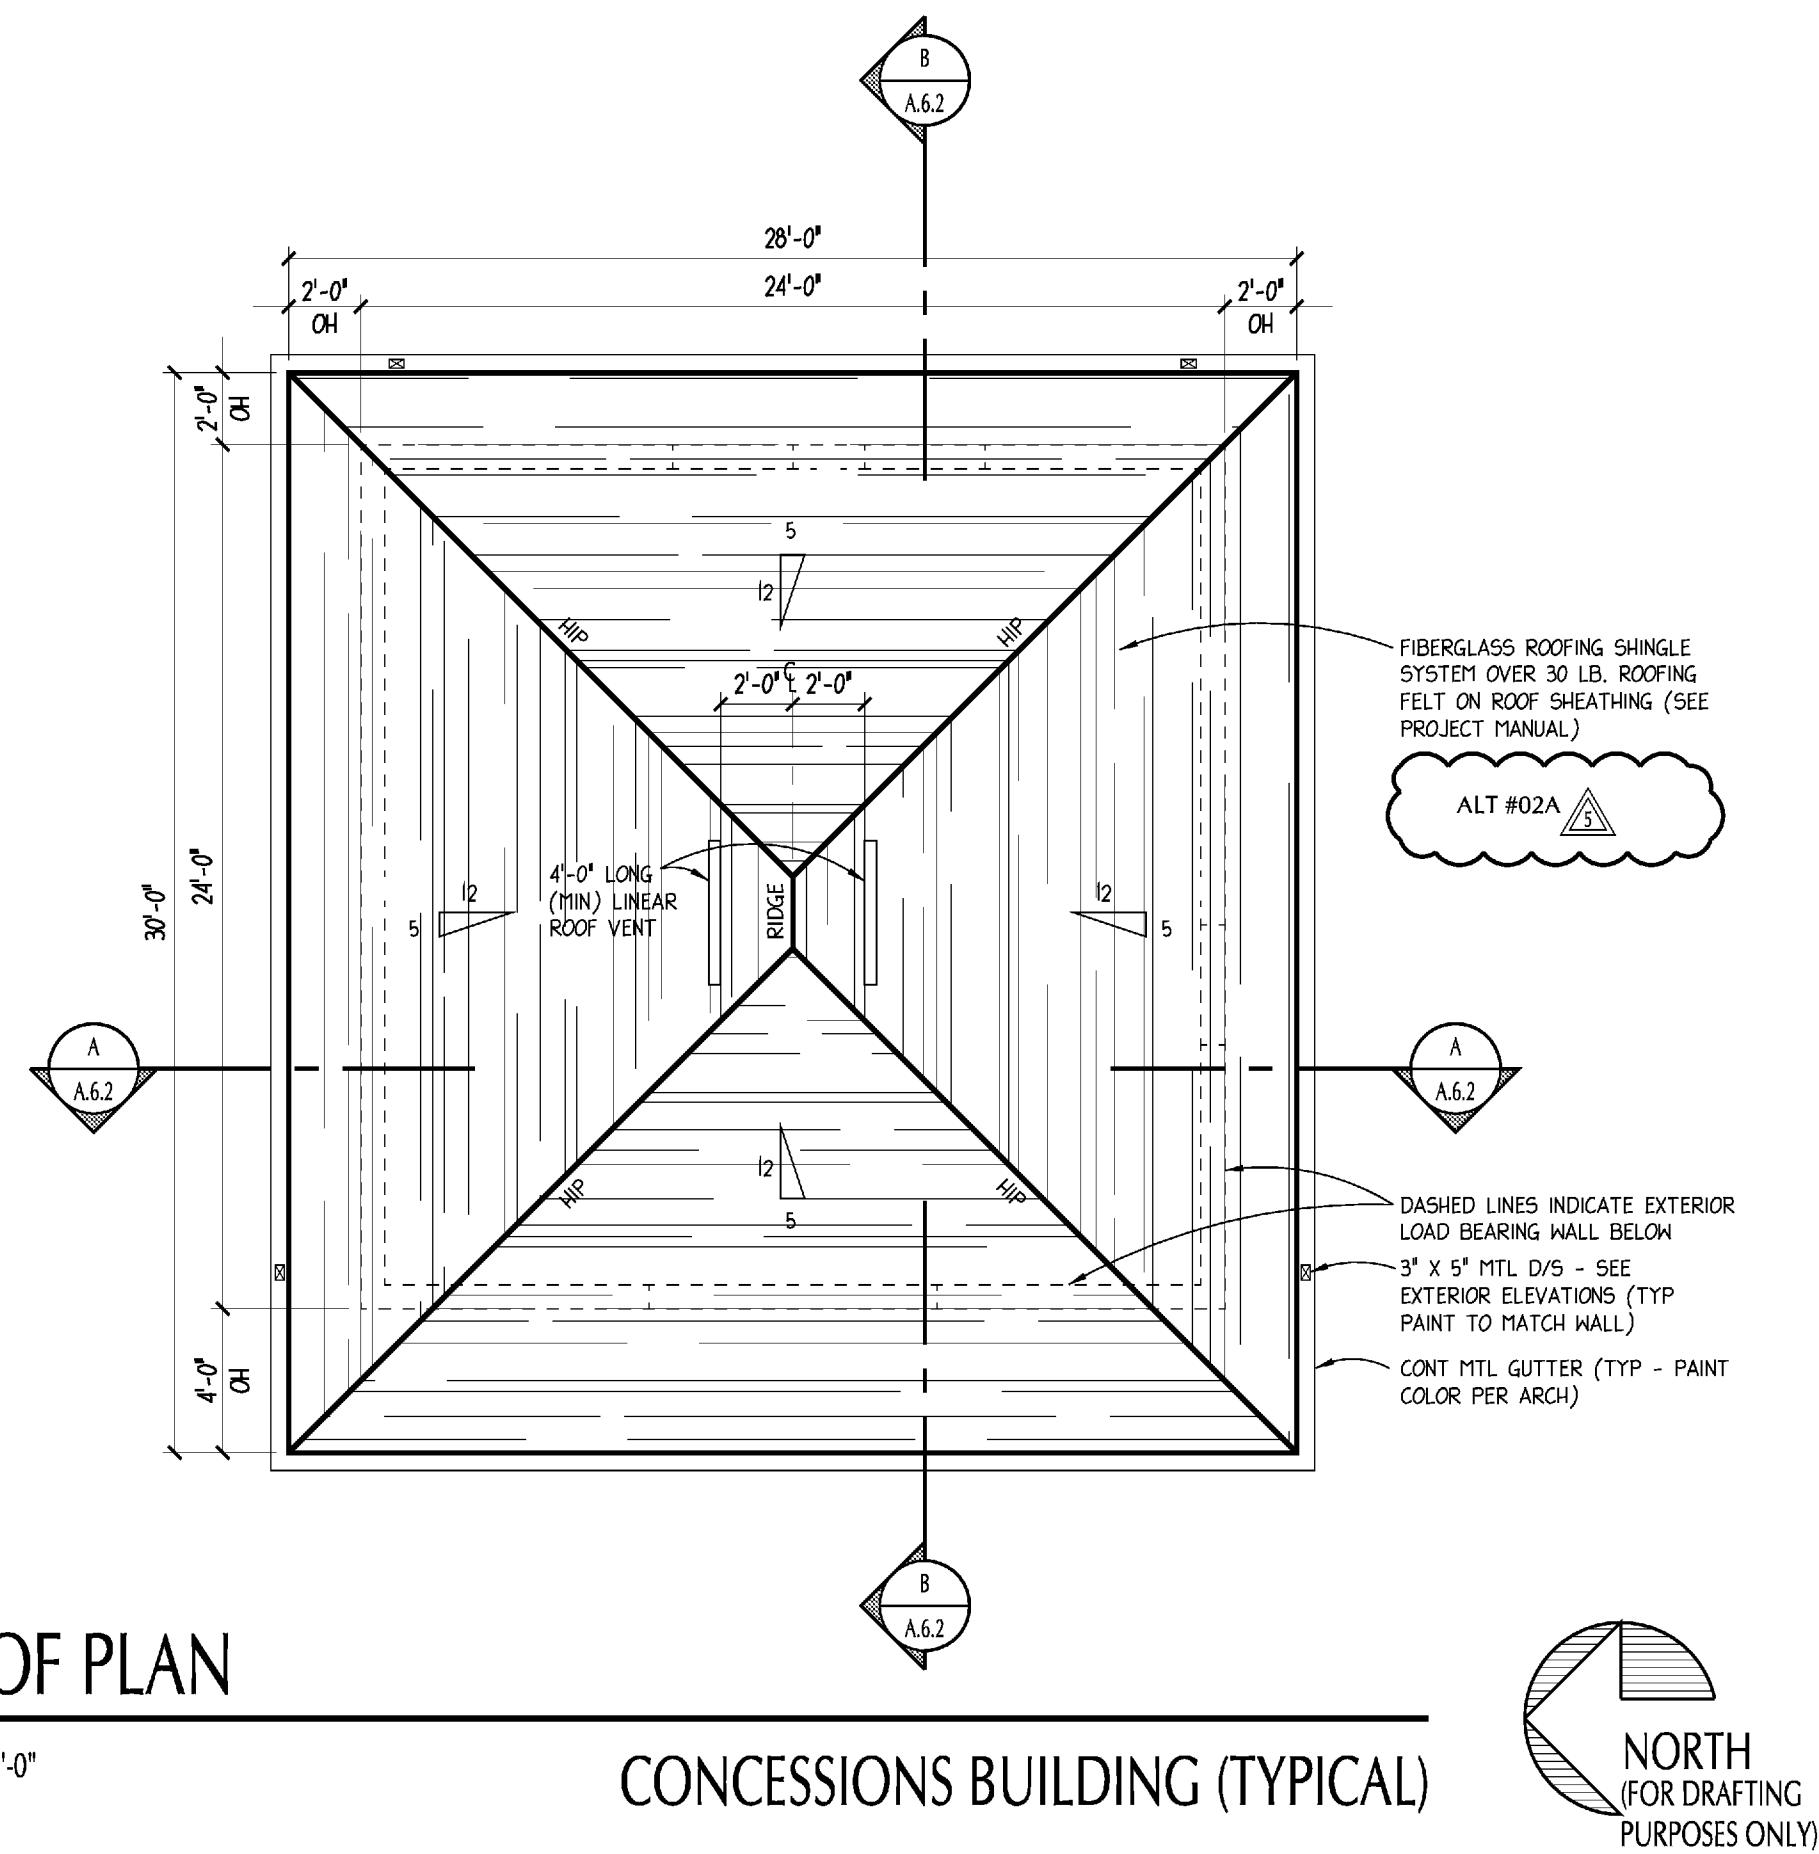 B
A.6.2
28'-0"
2'-0"
OH
24'-0"
2'-0"
OH
2'-0"
OH
5
12
HIP
HIP
2'-0" ℄ 2'-0"
FIBERGLASS ROOFING SHINGLE
SYSTEM OVER 30 LB. ROOFING
FELT ON ROOF SHEATHING (SEE
PROJECT MANUAL)
ALT #02A 5
30'-0"
24'-0"
12
5
4'-0" LONG
(MIN) LINEAR
ROOF VENT
RIDGE
12
5
A
A.6.2
A
A.6.2
12
5
HIP
HIP
DASHED LINES INDICATE EXTERIOR
LOAD BEARING WALL BELOW
3" X 5" MTL D/S - SEE
EXTERIOR ELEVATIONS (TYP
PAINT TO MATCH WALL)
4'-0"
OH
CONT MTL GUTTER (TYP - PAINT
COLOR PER ARCH)
B
A.6.2
OF PLAN
'-0"
CONCESSIONS BUILDING (TYPICAL)
NORTH
(FOR DRAFTING
PURPOSES ONLY)